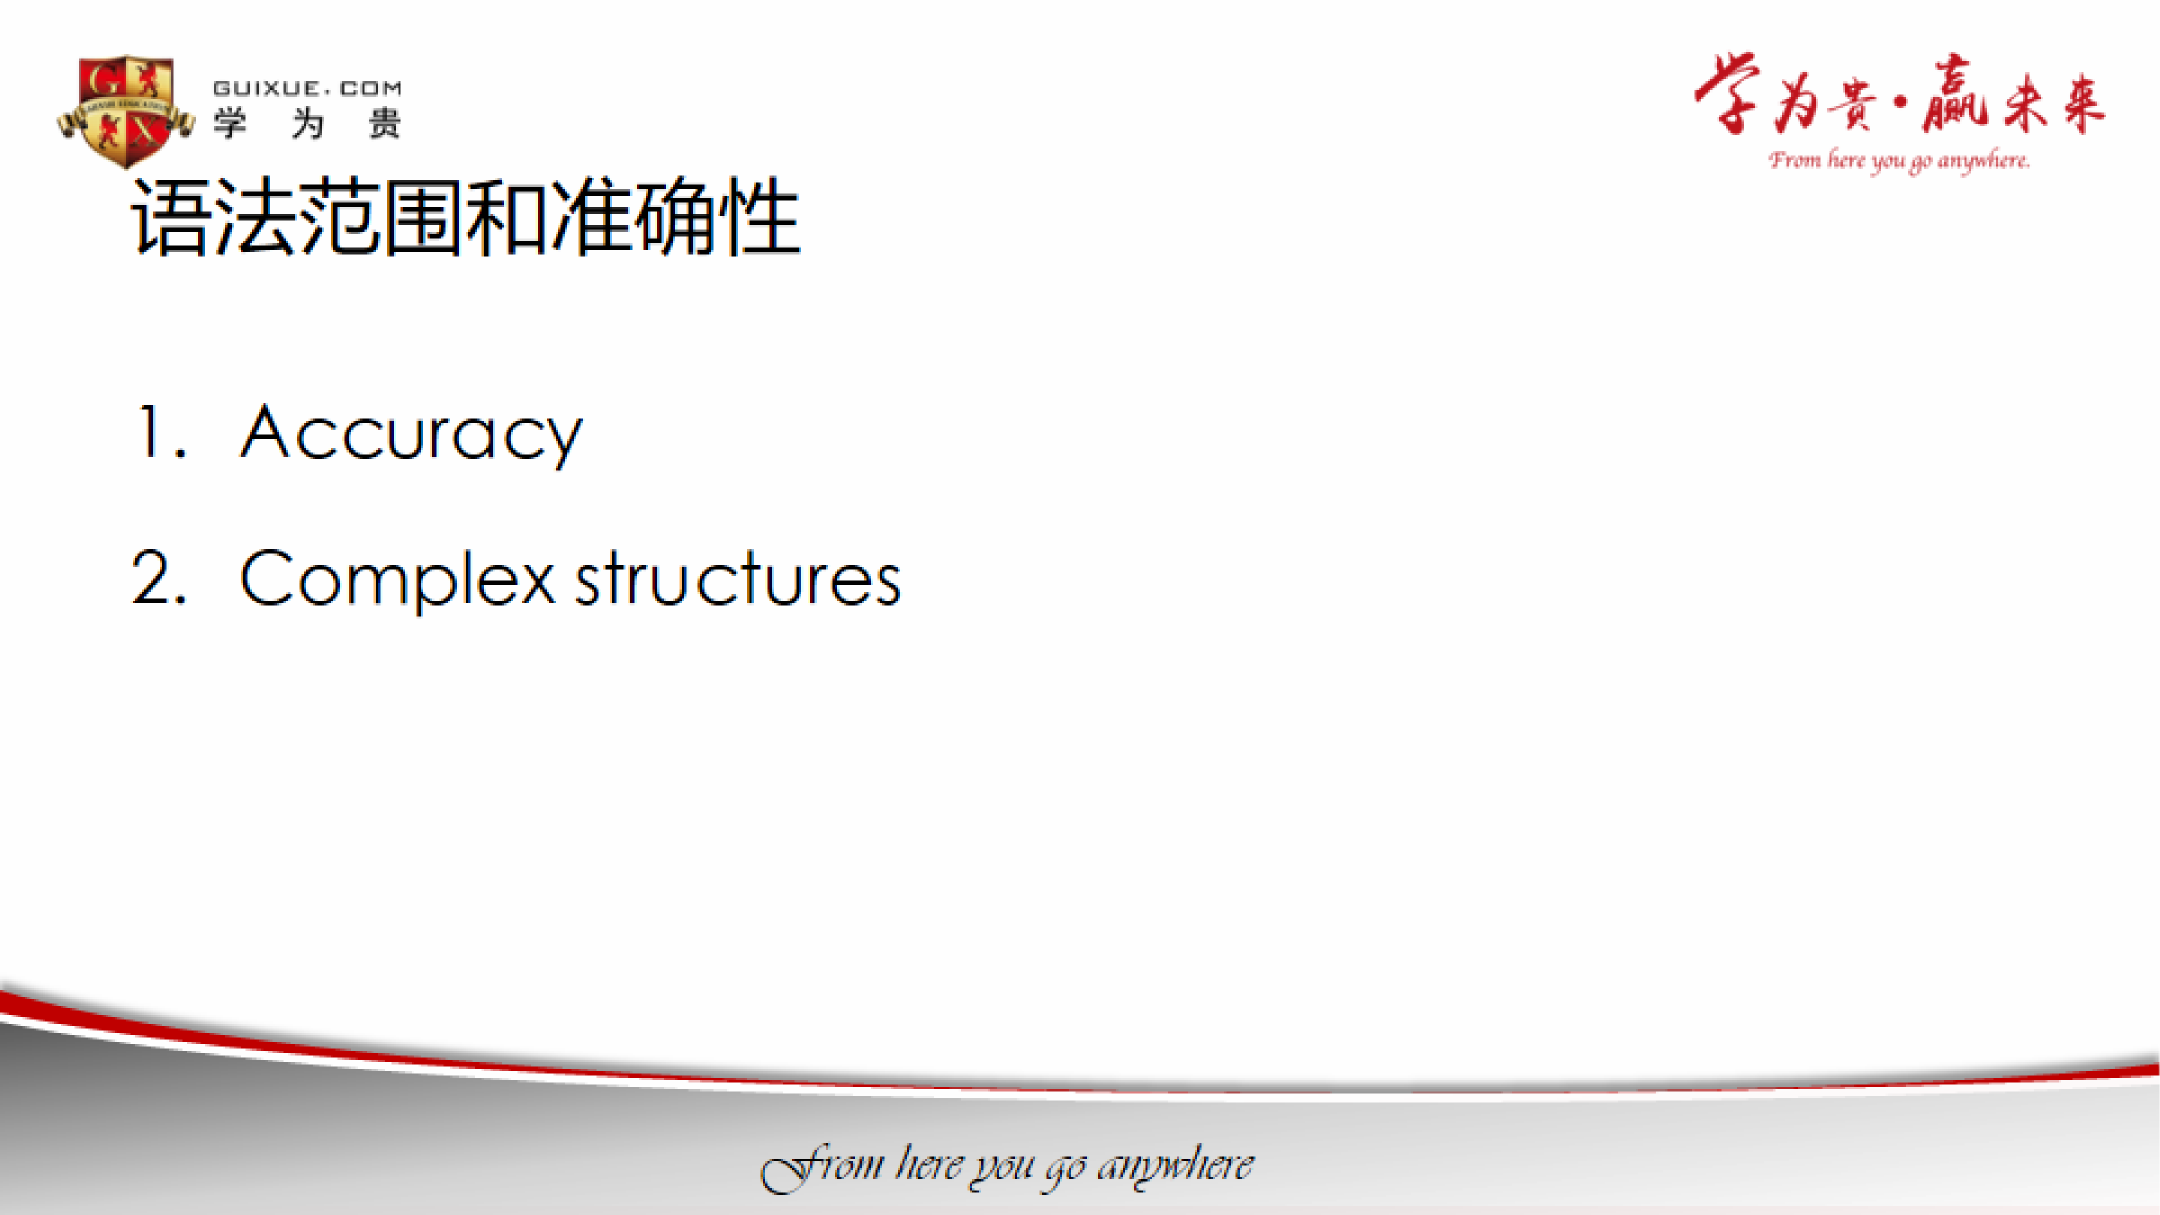 GUIXUE.COM
学为贵
学为贵·赢未来
From here you go anywhere.
语法范围和准确性
1. Accuracy
2. Complex structures
From here you go anywhere